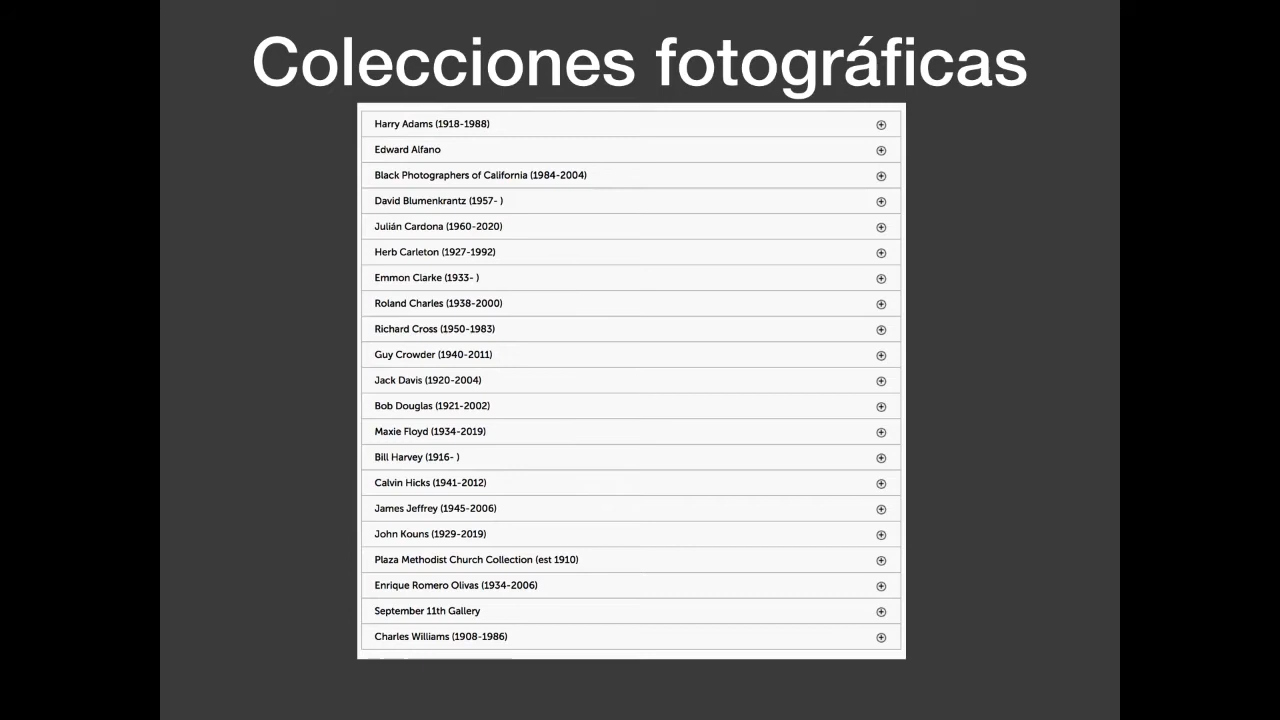 Colecciones fotográficas
Harry Adams (1918-1988)
Edward Alfano
Black Photographers of California (1984-2004)
David Blumenkrantz (1957- )
Julián Cardona (1960-2020)
Herb Carleton (1927-1992)
Emmon Clarke (1933- )
Roland Charles (1938-2000)
Richard Cross (1950-1983)
Guy Crowder (1940-2011)
Jack Davis (1920-2004)
Bob Douglas (1921-2002)
Maxie Floyd (1934-2019)
Bill Harvey (1916- )
Calvin Hicks (1941-2012)
James Jeffrey (1945-2006)
John Kouns (1929-2019)
Plaza Methodist Church Collection (est 1910)
Enrique Romero Olivas (1934-2006)
September 11th Gallery
Charles Williams (1908-1986)